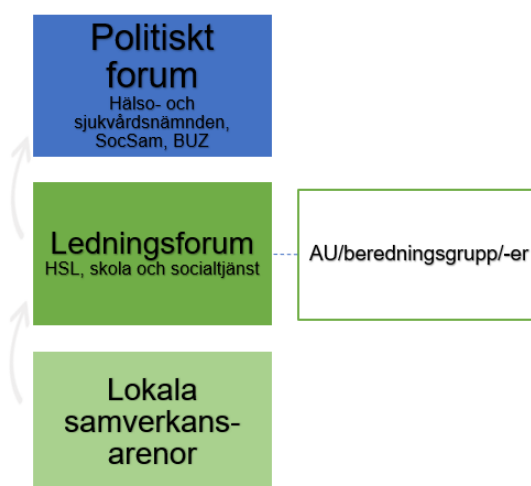 Politiskt
forum
Hälso- och
sjukvårdsnämnden,
SocSam, BUZ
Ledningsforum
HSL, skola och socialtjänst
AU/beredningsgrupp/-er
Lokala
samverkans-
arenor